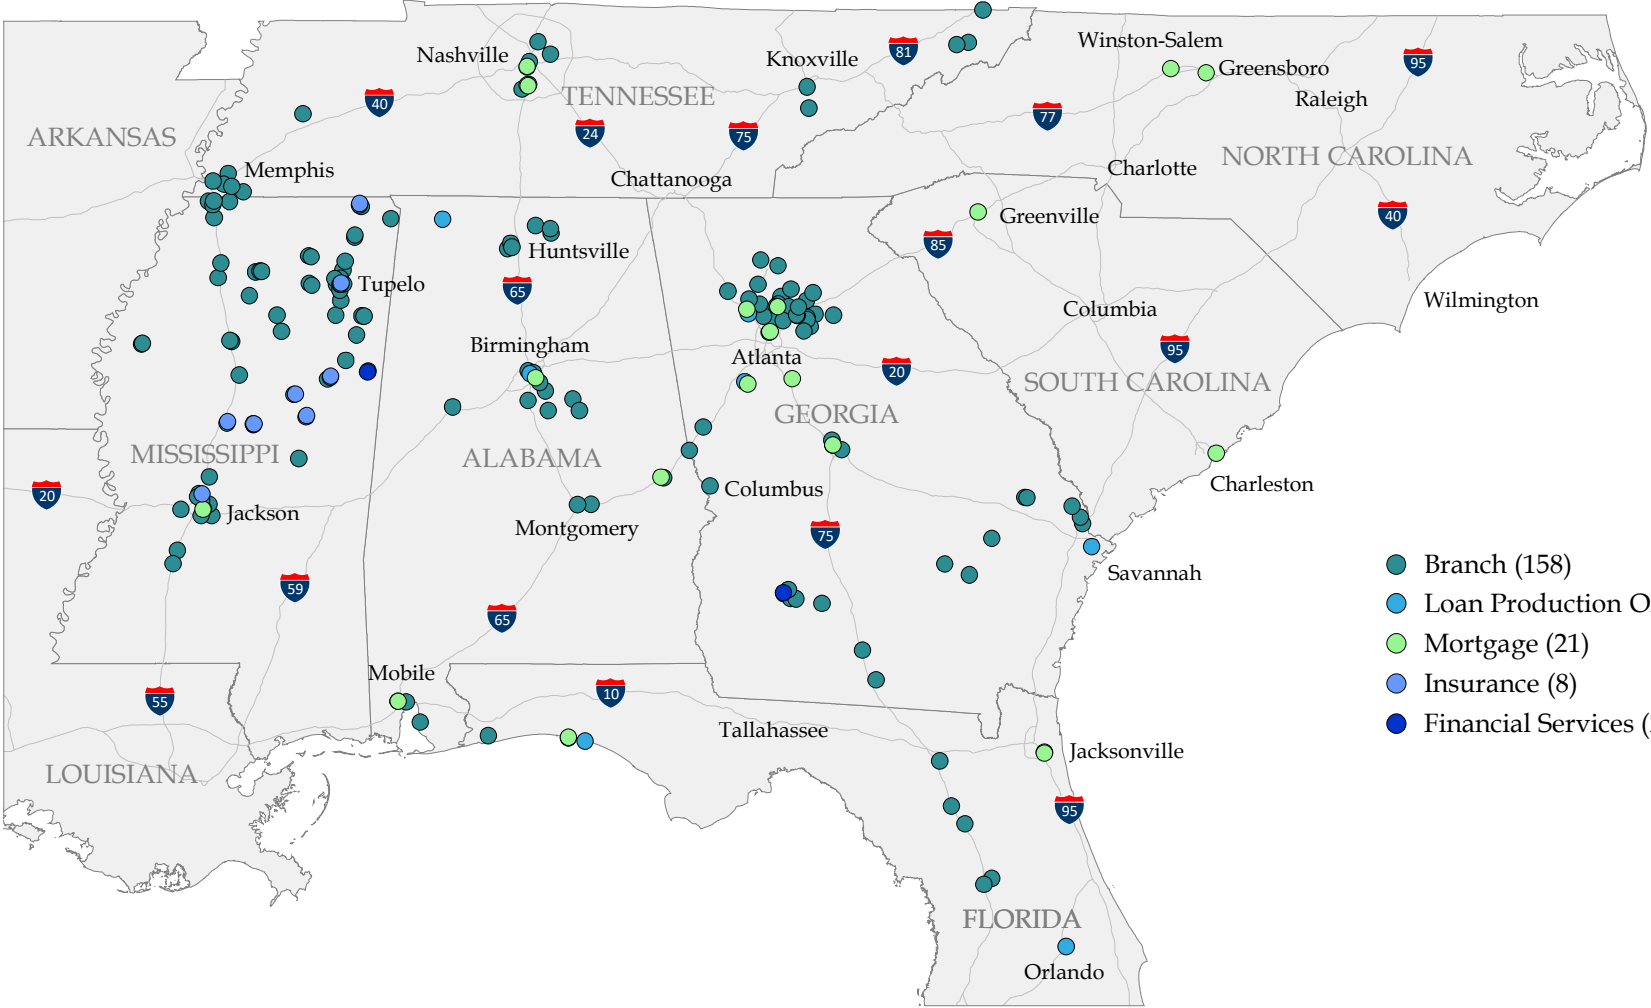 Nashville
Knoxville
81
Winston-Salem
Greensboro
95
Raleigh
40
TENNESSEE
24
75
77
ARKANSAS
Memphis
Chattanooga
Charlotte
NORTH CAROLINA
40
Greenville
85
Huntsville
65
Tupelo
Columbia
Wilmington
Birmingham
Atlanta
20
95
SOUTH CAROLINA
GEORGIA
MISSISSIPPI
ALABAMA
20
Jackson
Columbus
Charleston
Montgomery
75
59
65
Savannah
Branch (158)
Loan Production O
Mortgage (21)
Insurance (8)
Financial Services (
Mobile
55
10
Tallahassee
Jacksonville
LOUISIANA
95
FLORIDA
Orlando